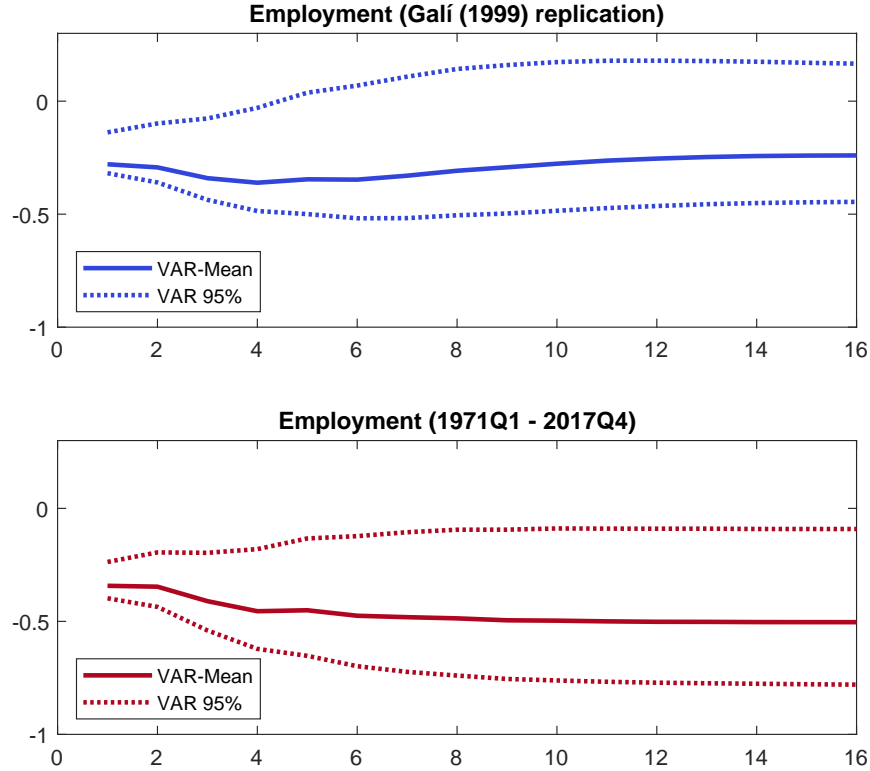 Employment (Galí (1999) replication)
0
-0.5
-1
VAR-Mean
VAR 95%
0 2 4 6 8 10 12 14 16
Employment (1971Q1 - 2017Q4)
0
-0.5
-1
VAR-Mean
VAR 95%
0 2 4 6 8 10 12 14 16